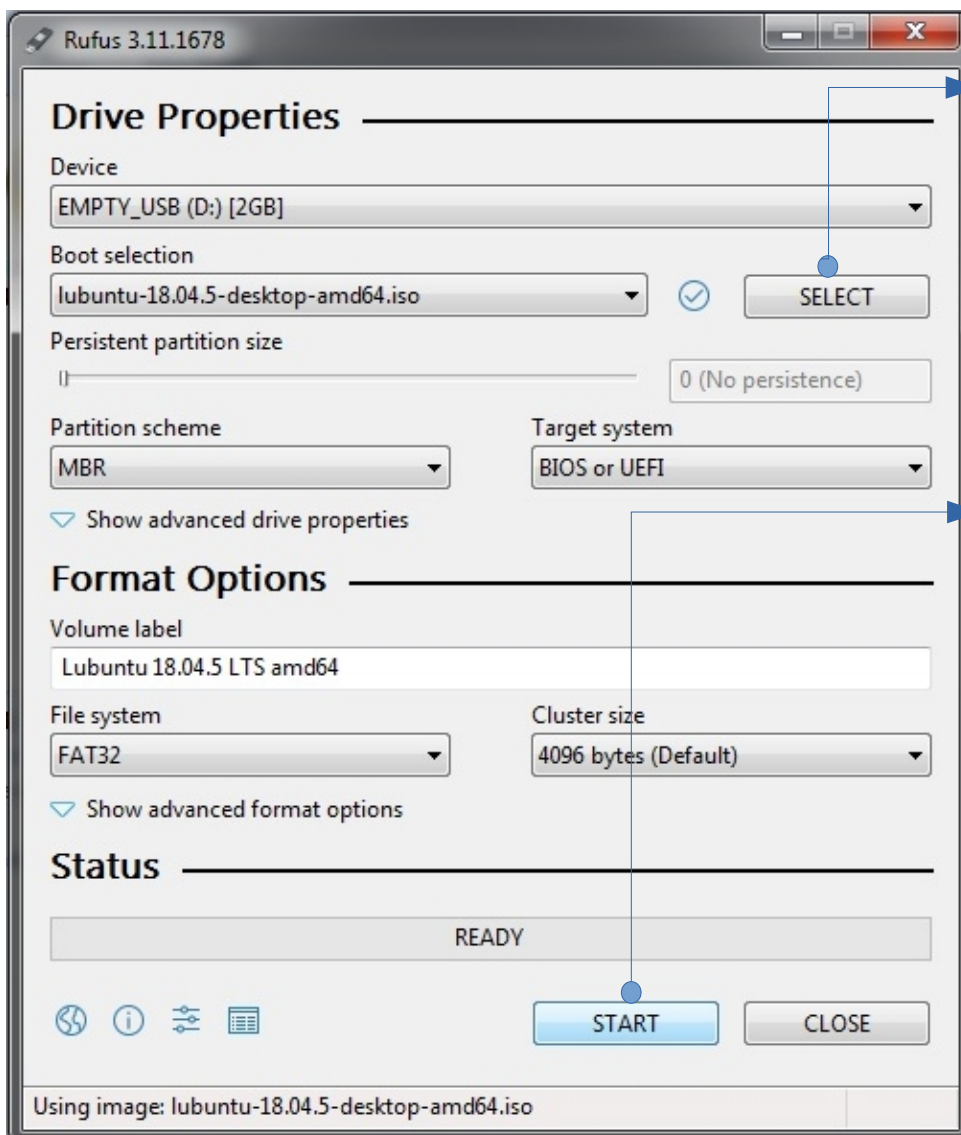 Rufus 3.11.1678
Drive Properties
Device
EMPTY_USB (D:) [2GB]
Boot selection
lubuntu-18.04.5-desktop-amd64.iso
SELECT
Persistent partition size
0 (No persistence)
Partition scheme
Target system
MBR
BIOS or UEFI
Show advanced drive properties
Format Options
Volume label
Lubuntu 18.04.5 LTS amd64
File system
Cluster size
FAT32
4096 bytes (Default)
Show advanced format options
Status
READY
START
CLOSE
Using image: lubuntu-18.04.5-desktop-amd64.iso